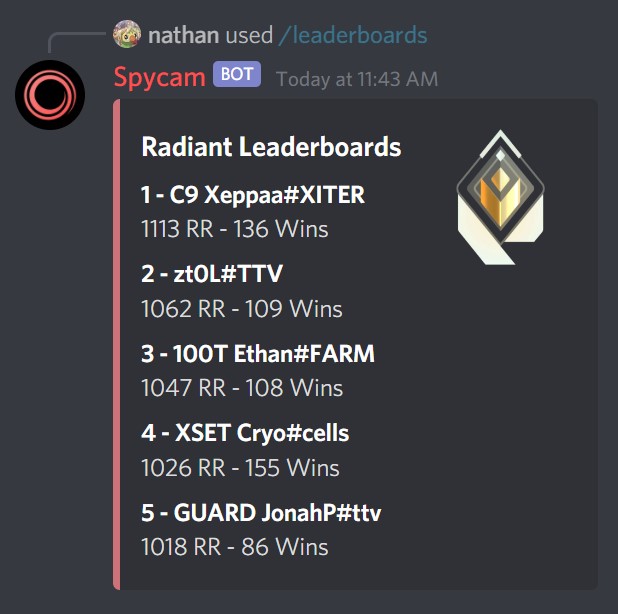 nathan used /leaderboards
Spycam BOT Today at 11:43 AM
Radiant Leaderboards
1 - C9 Xeppaa#XITER
1113 RR - 136 Wins
2 - zt0L#TTV
1062 RR - 109 Wins
3 - 100T Ethan#FARM
1047 RR - 108 Wins
4 - XSET Cryo#cells
1026 RR - 155 Wins
5 - GUARD JonahP#ttv
1018 RR - 86 Wins